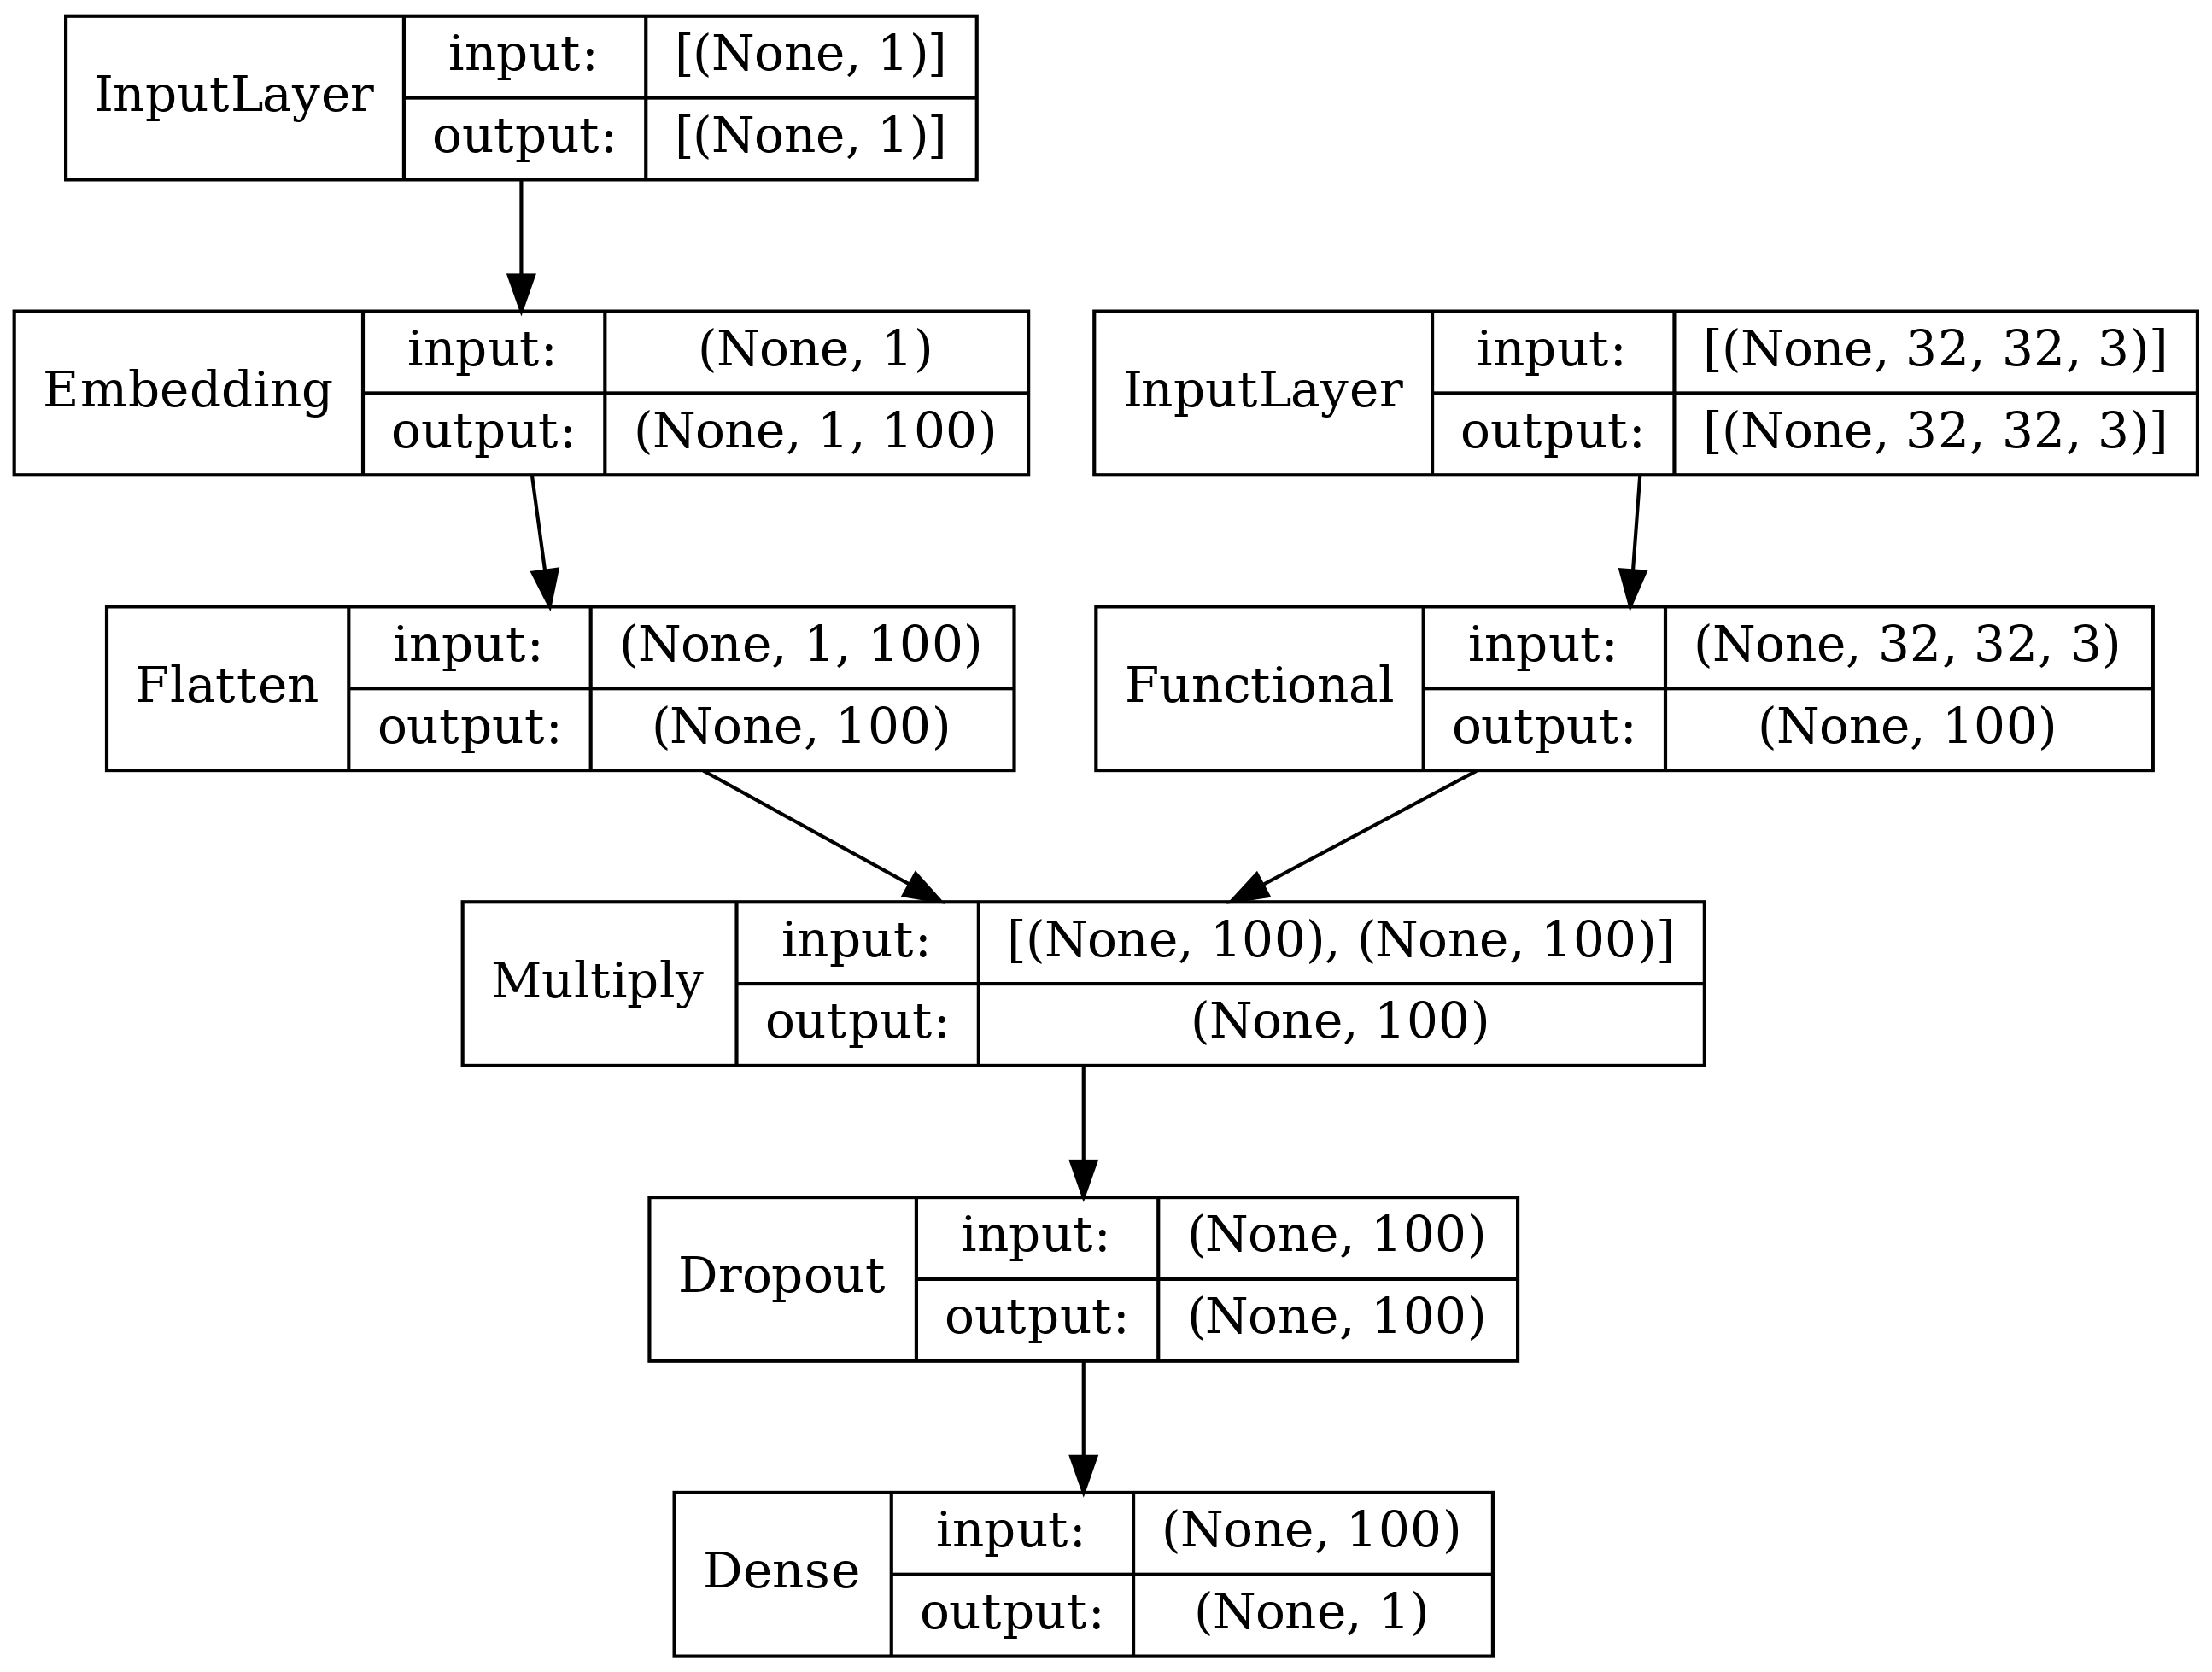 InputLayer
input:
[(None, 1)]
output:
[(None, 1)]
Embedding
input:
(None, 1)
output:
(None, 1, 100)
InputLayer
input:
[(None, 32, 32, 3)]
output:
[(None, 32, 32, 3)]
Flatten
input:
(None, 1, 100)
output:
(None, 100)
Functional
input:
(None, 32, 32, 3)
output:
(None, 100)
Multiply
input:
[(None, 100), (None, 100)]
output:
(None, 100)
Dropout
input:
(None, 100)
output:
(None, 100)
Dense
input:
(None, 100)
output:
(None, 1)